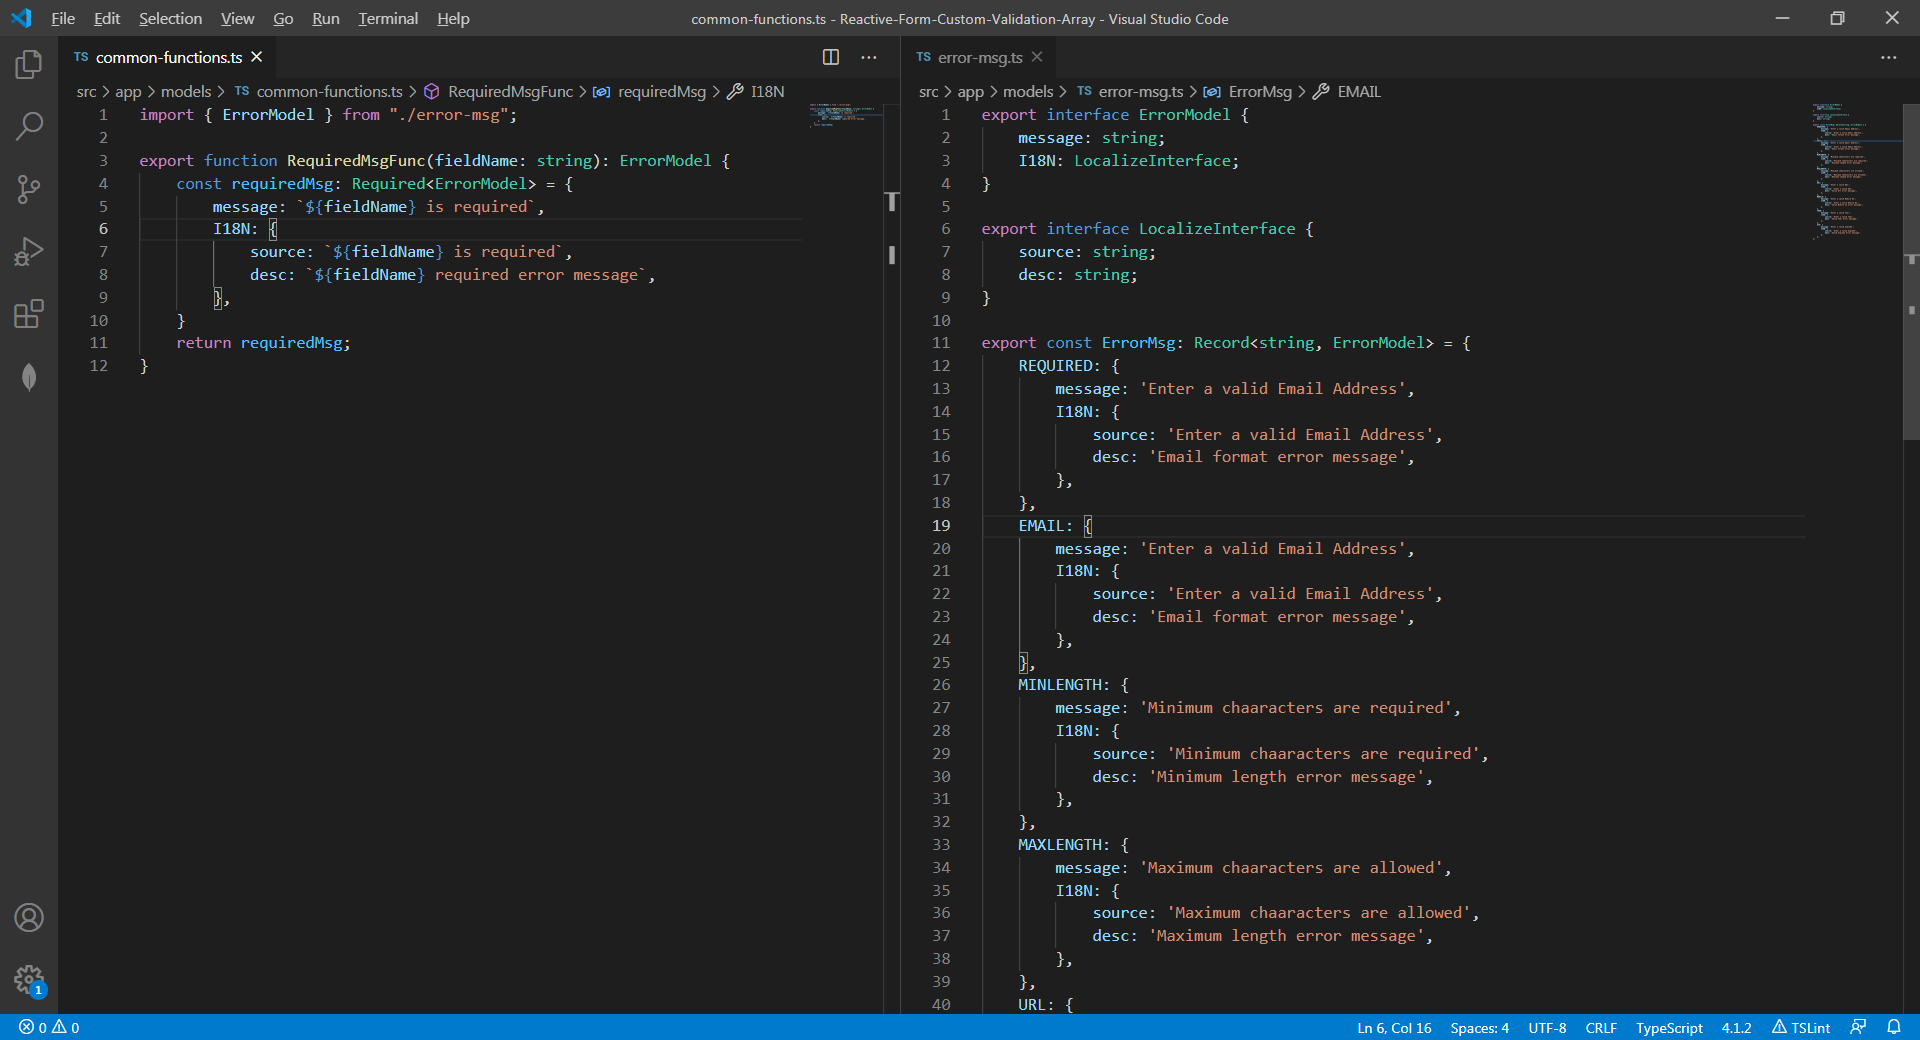 File Edit Selection View Go Run Terminal Help
common-functions.ts - Reactive-Form-Custom-Validation-Array - Visual Studio Code
TS common-functions.ts
src > app > models > TS common-functions.ts > RequiredMsgFunc > requiredMsg > I18N
1 import { ErrorModel } from "./error-msg";
2
3 export function RequiredMsgFunc(fieldName: string): ErrorModel {
4 const requiredMsg: Required<ErrorModel> = {
5 message: `${fieldName} is required`,
6 I18N: {
7 source: `${fieldName} is required`,
8 desc: `${fieldName} required error message`,
9 },
10 }
11 return requiredMsg;
12 }
TS error-msg.ts
src > app > models > TS error-msg.ts > ErrorMsg > EMAIL
1 export interface ErrorModel {
2 message: string;
3 I18N: LocalizeInterface;
4 }
5
6 export interface LocalizeInterface {
7 source: string;
8 desc: string;
9 }
10
11 export const ErrorMsg: Record<string, ErrorModel> = {
12 REQUIRED: {
13 message: 'Enter a valid Email Address',
14 I18N: {
15 source: 'Enter a valid Email Address',
16 desc: 'Email format error message',
17 },
18 },
19 EMAIL: {
20 message: 'Enter a valid Email Address',
21 I18N: {
22 source: 'Enter a valid Email Address',
23 desc: 'Email format error message',
24 },
25 },
26 MINLENGTH: {
27 message: 'Minimum chaaracters are required',
28 I18N: {
29 source: 'Minimum chaaracters are required',
30 desc: 'Minimum length error message',
31 },
32 },
33 MAXLENGTH: {
34 message: 'Maximum chaaracters are allowed',
35 I18N: {
36 source: 'Maximum chaaracters are allowed',
37 desc: 'Maximum length error message',
38 },
39 },
40 URL: {
1
0 0
Ln 6, Col 16 Spaces: 4 UTF-8 CRLF TypeScript 4.1.2 TSLint